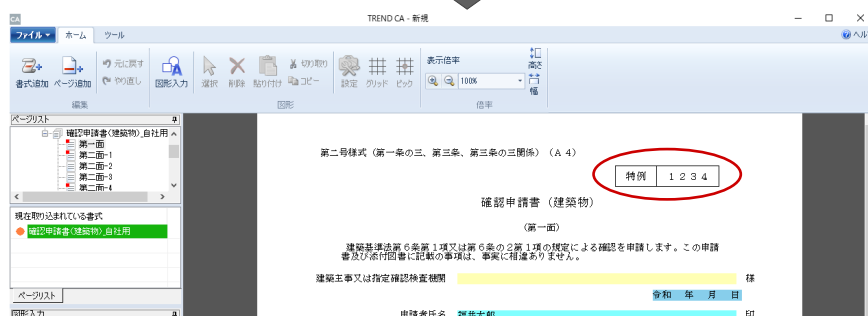 CA
TREND CA - 新規
ファイル ホーム ツール
ヘル
書式追加 ページ追加 元に戻す やり直し 図形入力 選択 削除 貼り付け 切り取り コピー 設定 グリッド ピック 表示倍率 100% 高さ 幅
編集 図形 倍率
ページリスト
確認申請書(建築物)_自社用
第一面
第二面-1
第二面-2
第二面-3
第二面-4
現在取り込まれている書式
確認申請書(建築物)_自社用
ページリスト
図形入力
第二号様式（第一条の三、第三条、第三条の三関係）（Ａ４）
特例 １２３４
確認申請書（建築物）
（第一面）
建築基準法第６条第１項又は第６条の２第１項の規定による確認を申請します。この申請
書及び添付図書に記載の事項は、事実に相違ありません。
建築主事又は指定確認検査機関 様
令和 年 月 日
申請者氏名 福井太郎 印